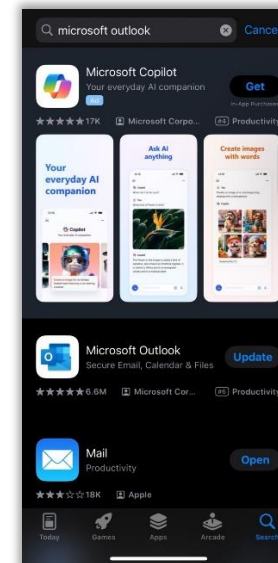 microsoft outlook
Cance
Microsoft Copilot
Your everyday AI companion
Ad
Get
In-App Purchases
17K
Microsoft Corpo...
#4 Productivity
Your
everyday AI
companion
Copilot
Ask AI
anything
Create images
with words
Microsoft Outlook
Secure Email, Calendar & Files
Update
6.6M
Microsoft Cor...
#5 Productivity
Mail
Productivity
Open
18K
Apple
Today
Games
Apps
Arcade
Search